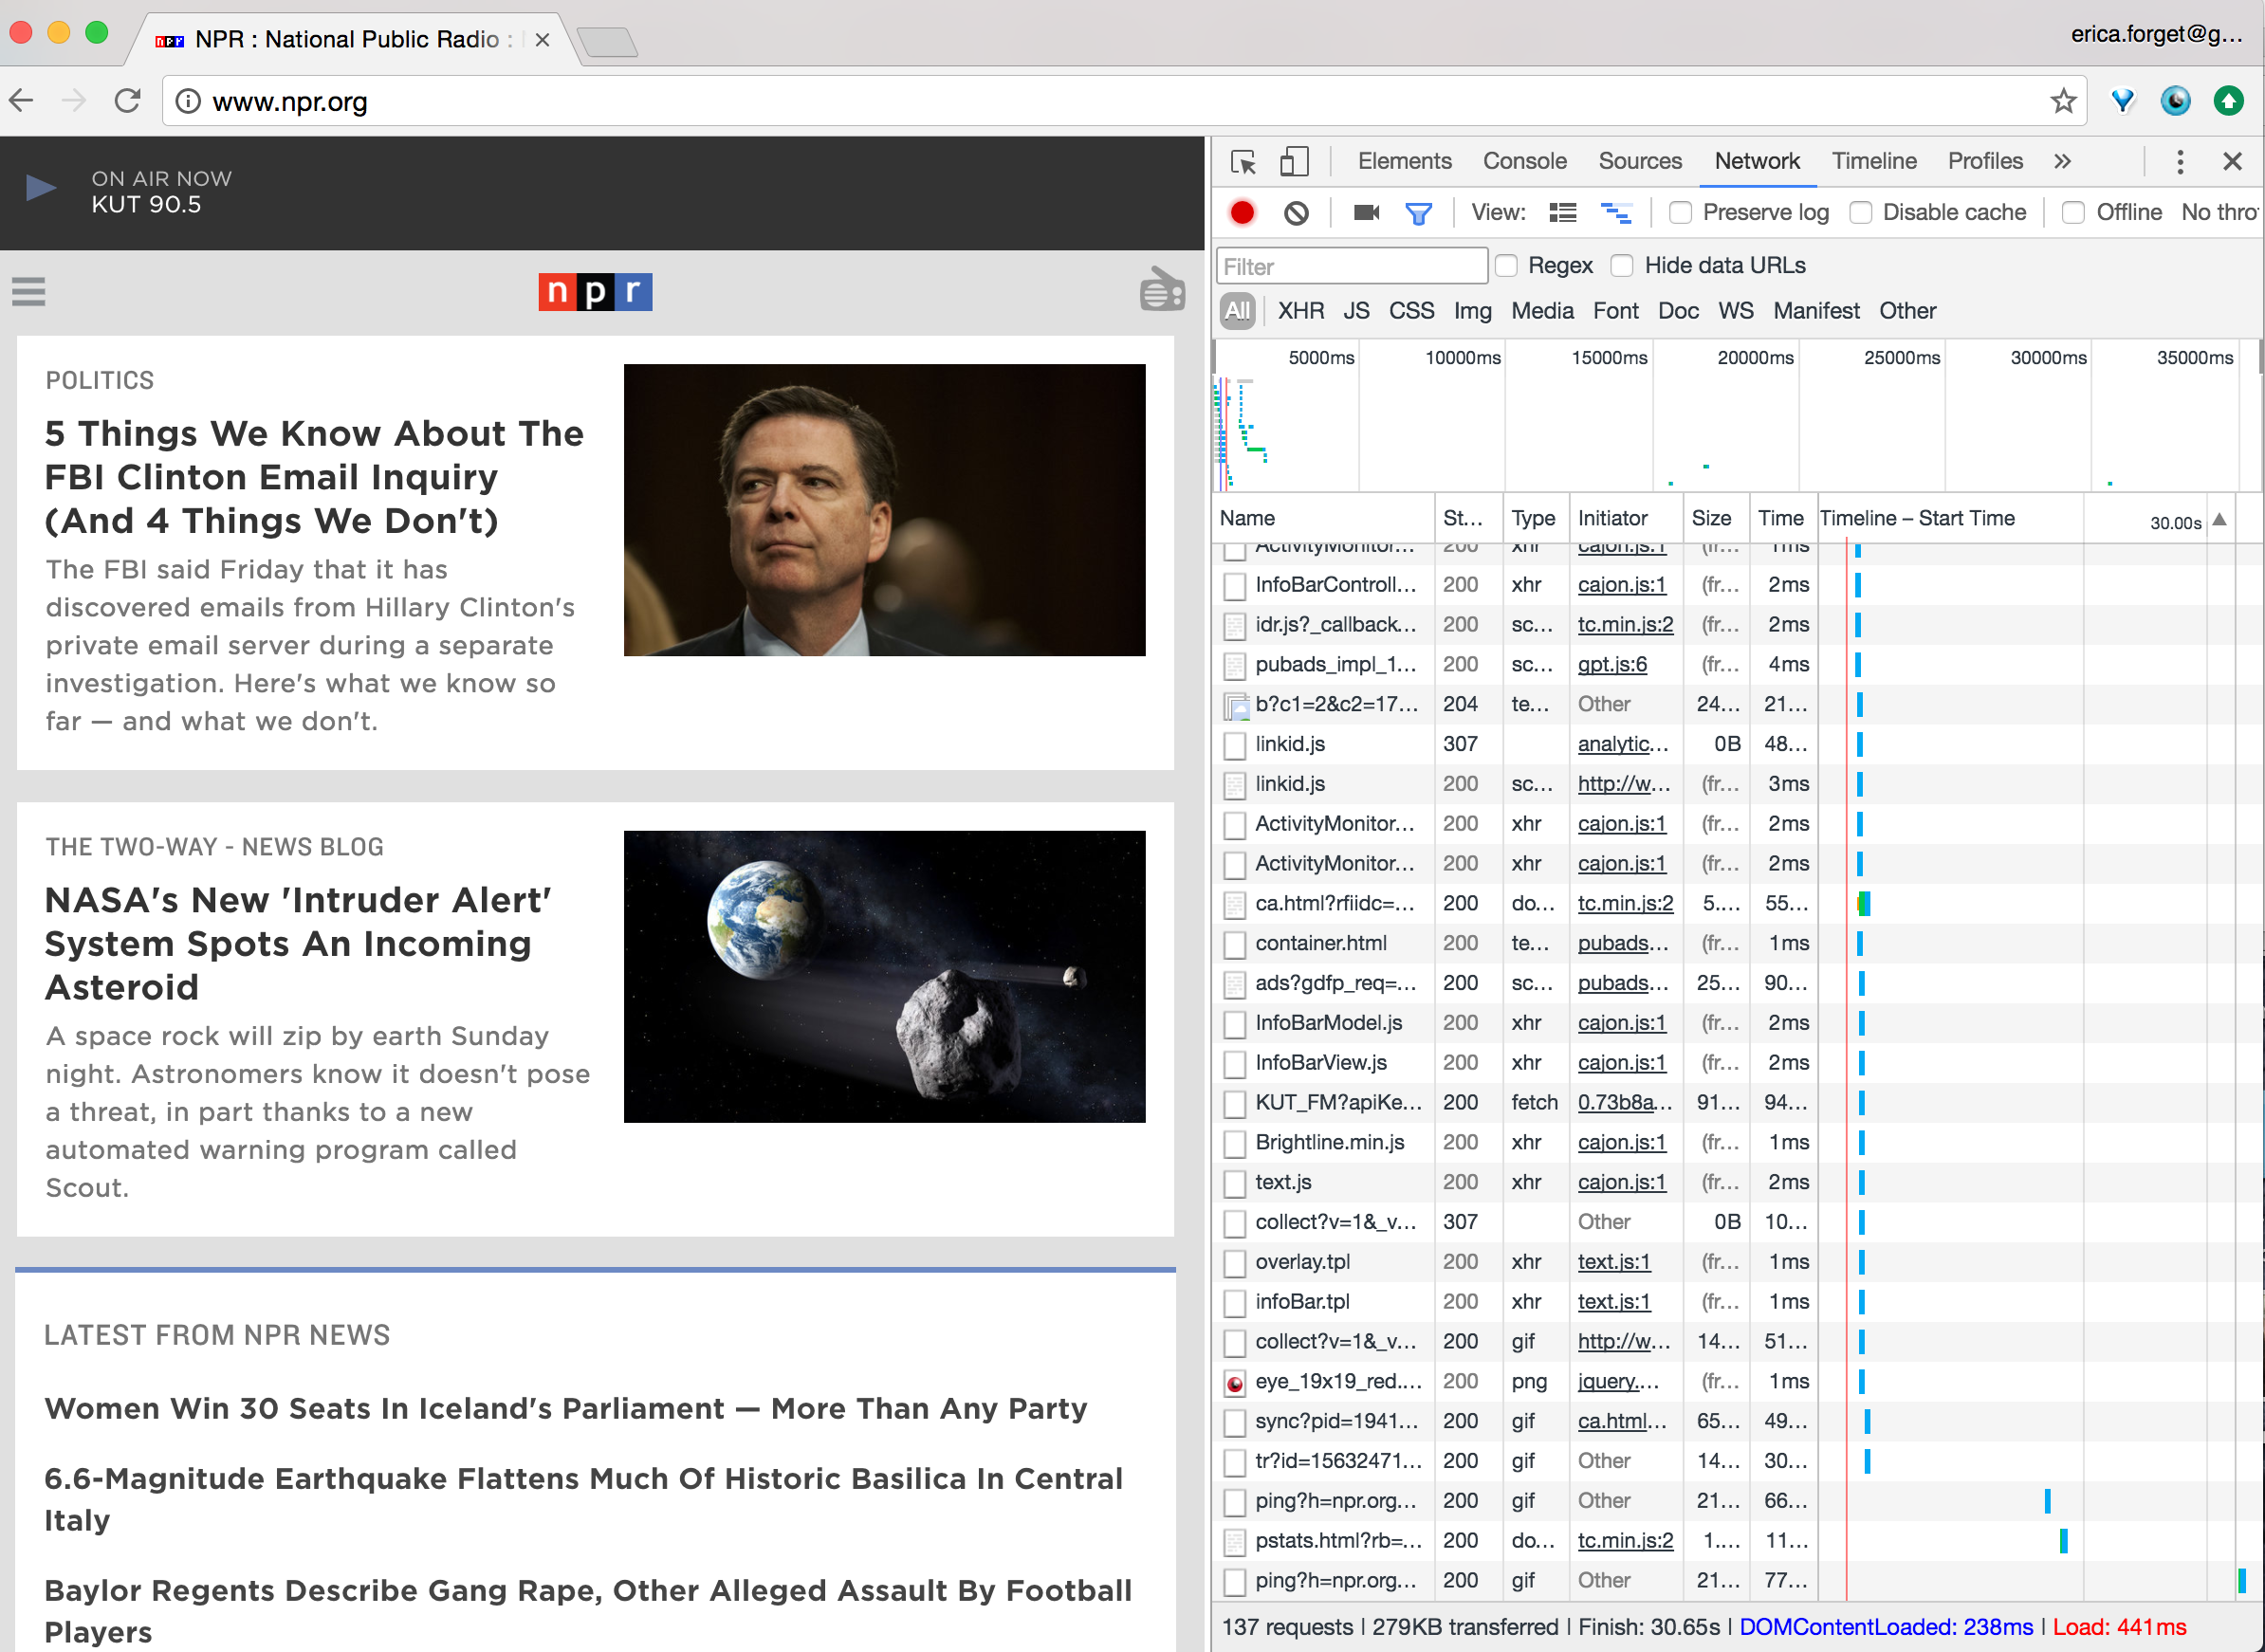 NPR : National Public Radio :
erica.forget@g...
www.npr.org
ON AIR NOW
KUT 90.5
npr
POLITICS
5 Things We Know About The
FBI Clinton Email Inquiry
(And 4 Things We Don't)
The FBI said Friday that it has
discovered emails from Hillary Clinton's
private email server during a separate
investigation. Here's what we know so
far — and what we don't.
THE TWO-WAY - NEWS BLOG
NASA's New 'Intruder Alert'
System Spots An Incoming
Asteroid
A space rock will zip by earth Sunday
night. Astronomers know it doesn't pose
a threat, in part thanks to a new
automated warning program called
Scout.
LATEST FROM NPR NEWS
Women Win 30 Seats In Iceland's Parliament — More Than Any Party
6.6-Magnitude Earthquake Flattens Much Of Historic Basilica In Central
Italy
Baylor Regents Describe Gang Rape, Other Alleged Assault By Football
Players
Elements Console Sources Network Timeline Profiles »
View: Preserve log Disable cache Offline No thro
Filter Regex Hide data URLs
All XHR JS CSS Img Media Font Doc WS Manifest Other
5000ms 10000ms 15000ms 20000ms 25000ms 30000ms 35000ms
Name St... Type Initiator Size Time Timeline – Start Time 30.00s
ActivityMonitor... 200 xhr cajon.js:1 (fr... 1ms
InfoBarControll... 200 xhr cajon.js:1 (fr... 2ms
idr.js?_callback... 200 sc... tc.min.js:2 (fr... 2ms
pubads_impl_1... 200 sc... gpt.js:6 (fr... 4ms
b?c1=2&c2=17... 204 te... Other 24... 21...
linkid.js 307 analytic... 0B 48...
linkid.js 200 sc... http://w... (fr... 3ms
ActivityMonitor... 200 xhr cajon.js:1 (fr... 2ms
ActivityMonitor... 200 xhr cajon.js:1 (fr... 2ms
ca.html?rfiidc=... 200 do... tc.min.js:2 5.... 55...
container.html 200 te... pubads... (fr... 1ms
ads?gdfp_req=... 200 sc... pubads... 25... 90...
InfoBarModel.js 200 xhr cajon.js:1 (fr... 2ms
InfoBarView.js 200 xhr cajon.js:1 (fr... 2ms
KUT_FM?apiKe... 200 fetch 0.73b8a... 91... 94...
Brightline.min.js 200 xhr cajon.js:1 (fr... 1ms
text.js 200 xhr cajon.js:1 (fr... 2ms
collect?v=1&_v... 307 Other 0B 10...
overlay.tpl 200 xhr text.js:1 (fr... 1ms
infoBar.tpl 200 xhr text.js:1 (fr... 1ms
collect?v=1&_v... 200 gif http://w... 14... 51...
eye_19x19_red.... 200 png jquery.... (fr... 1ms
sync?pid=1941... 200 gif ca.html... 65... 49...
tr?id=15632471... 200 gif Other 14... 30...
ping?h=npr.org... 200 gif Other 21... 66...
pstats.html?rb=... 200 do... tc.min.js:2 1.... 11...
ping?h=npr.org... 200 gif Other 21... 77...
137 requests | 279KB transferred | Finish: 30.65s | DOMContentLoaded: 238ms | Load: 441ms